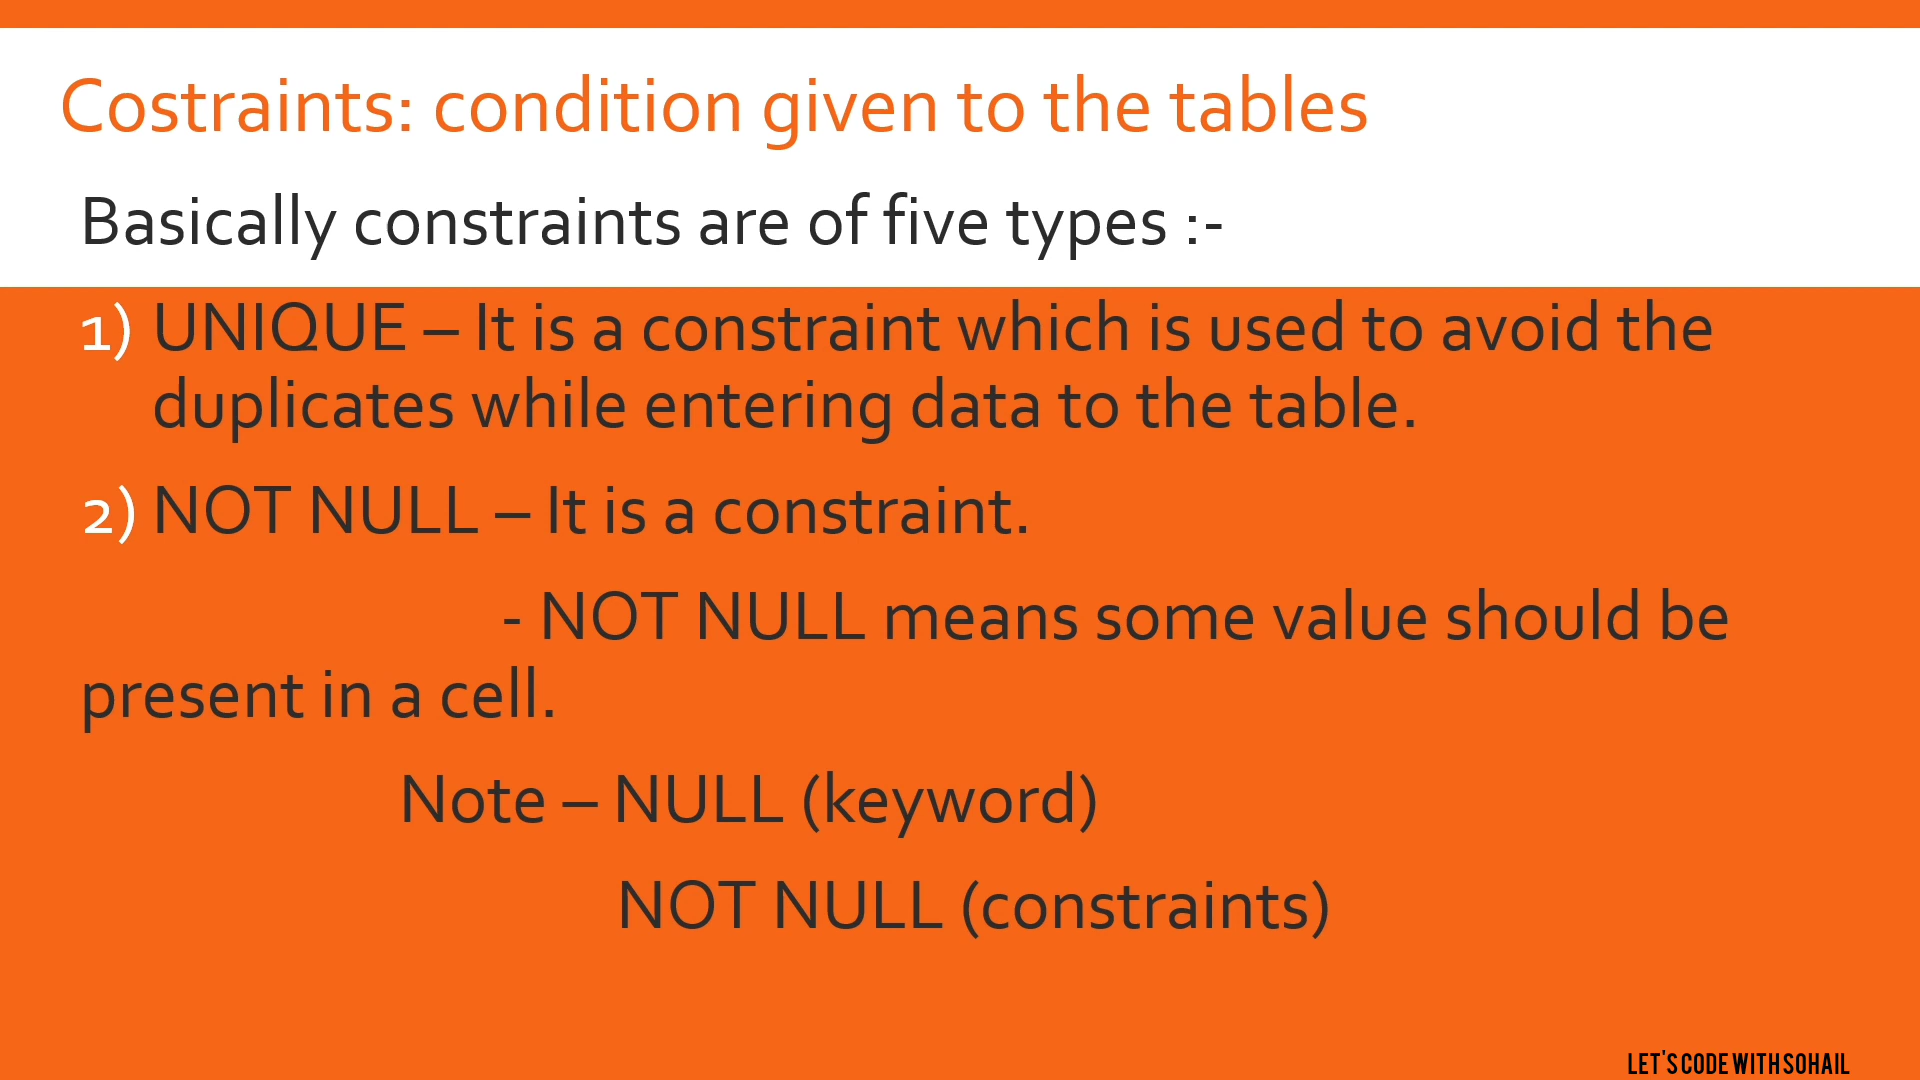 Costraints: condition given to the tables
Basically constraints are of five types :-
1) UNIQUE – It is a constraint which is used to avoid the
duplicates while entering data to the table.
2) NOT NULL – It is a constraint.
- NOT NULL means some value should be
present in a cell.
Note – NULL (keyword)
NOT NULL (constraints)
LET'S CODE WITH SOHAIL